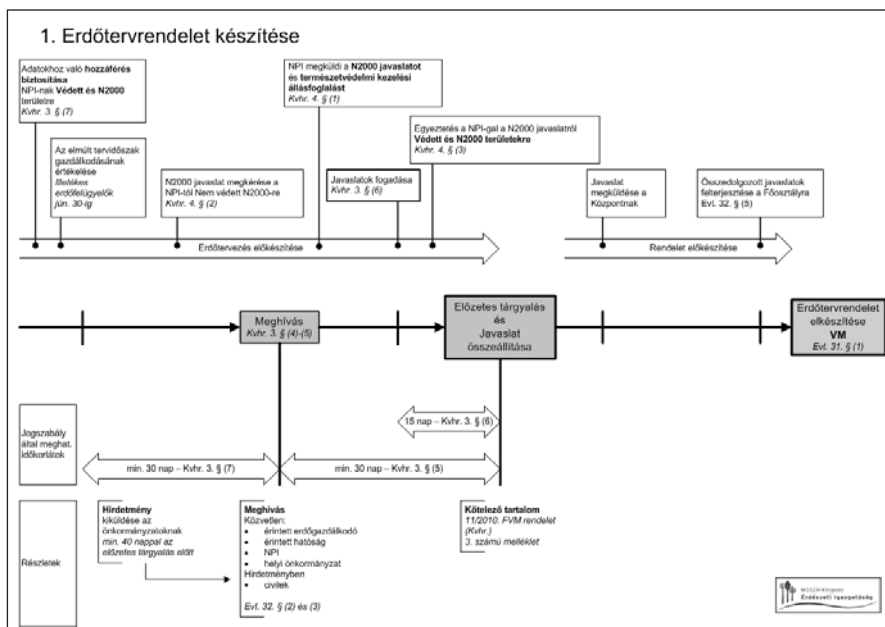 1. Erdőtervrendelet készítése
Adatokhoz való hozzáférés
biztosítása
NPI-nak Védett és N2000
területre
Kvhr. 3. § (7)
Az elmúlt tervidőszak
gazdálkodásának
értékelése
Illetékes
erdőfelügyelők
jún. 30-ig
N2000 javaslat megkérése a
NPI-től Nem védett N2000-re
Kvhr. 4. § (2)
NPI megküldi a N2000 javaslatot
és természetvédelmi kezelési
állásfoglalást
Kvhr. 4. § (1)
Javaslatok fogadása
Kvhr. 3. § (6)
Egyeztetés a NPI-gal a N2000 javaslatról
Védett és N2000 területekre
Kvhr. 4. § (3)
Javaslat
megküldése a
Központnak
Összedolgozott javaslatok
felterjesztése a Főosztályra
Evt. 32. § (5)
Erdőtervezés előkészítése
Rendelet előkészítése
Meghívás
Kvhr. 3. § (4)-(5)
Előzetes tárgyalás
és
Javaslat
összeállítása
Erdőtervrendelet
elkészítése
VM
Evt. 31. § (1)
Jogszabály
által meghat.
időkorlátok
15 nap – Kvhr. 3. § (6)
min. 30 nap – Kvhr. 3. § (7)
min. 30 nap – Kvhr. 3. § (5)
Részletek
Hirdetmény
kiküldése az
önkormányzatoknak
min. 40 nappal az
előzetes tárgyalás előtt
Meghívás
Közvetlen:
• érintett erdőgazdálkodó
• érintett hatóság
• NPI
• helyi önkormányzat
Hirdetményben
• civilek
Evt. 32. § (2) és (3)
Kötelező tartalom
11/2010. FVM rendelet
(Kvhr.)
3. számú melléklet
MGSZH Központ
Erdészeti Igazgatóság